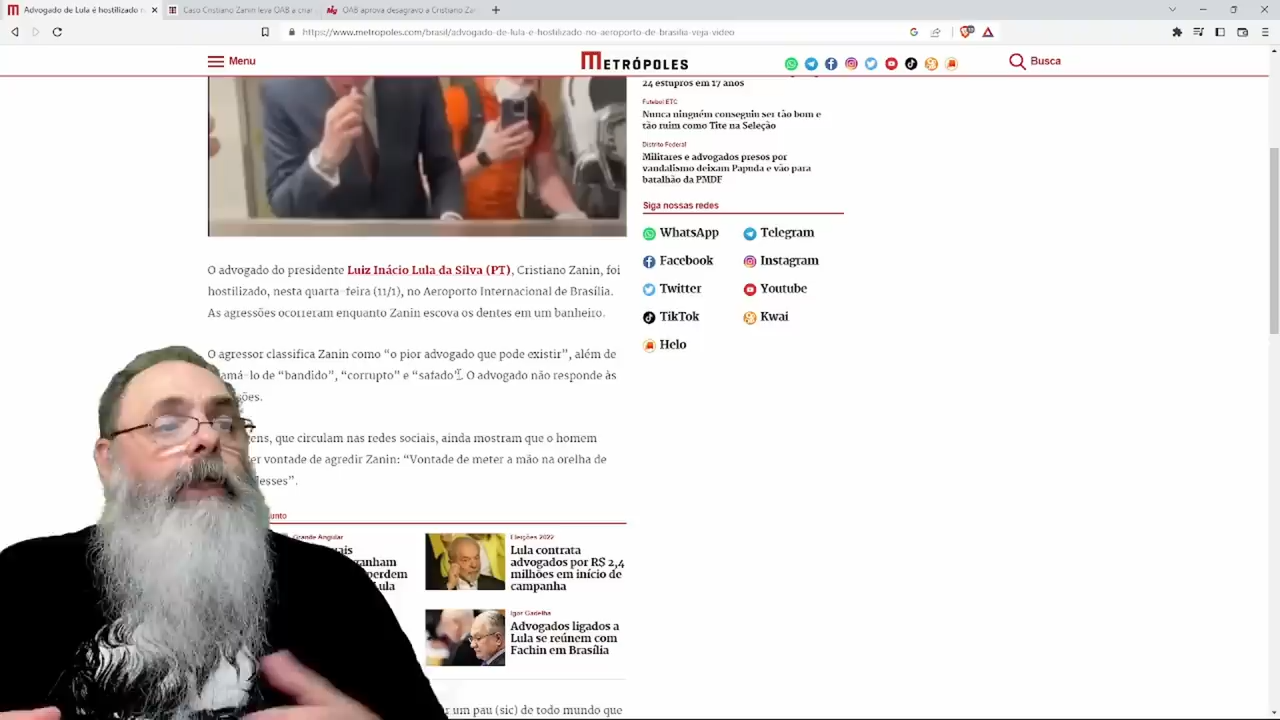 Advogado de Lula é hostilizado n
Caso Cristiano Zanin leva OAB a criar
OAB aprova desagravo a Cristiano Za
https://www.metropoles.com/brasil/advogado-de-lula-e-hostilizado-no-aeroporto-de-brasilia-veja-video
Menu
METRÓPOLES
Busca
24 estupros em 17 anos
Futebol ETC
Nunca ninguém conseguiu ser tão bom e
tão ruim como Tite na Seleção
Distrito Federal
Militares e advogados presos por
vandalismo deixam Papuda e vão para
batalhão da PMDF
Siga nossas redes
WhatsApp
Telegram
Facebook
Instagram
Twitter
Youtube
TikTok
Kwai
Helo
O advogado do presidente Luiz Inácio Lula da Silva (PT), Cristiano Zanin, foi
hostilizado, nesta quarta-feira (11/1), no Aeroporto Internacional de Brasília.
As agressões ocorreram enquanto Zanin escova os dentes em um banheiro.
O agressor classifica Zanin como “o pior advogado que pode existir”, além de
amá-lo de “bandido”, “corrupto” e “safado”. O advogado não responde às
ões.
ens, que circulam nas redes sociais, ainda mostram que o homem
er vontade de agredir Zanin: “Vontade de meter a mão na orelha de
desses”.
unto
Grande Angular
ais
ganham
perdem
Lula
Eleições 2022
Lula contrata
advogados por R$ 2,4
milhões em início de
campanha
Igor Gadelha
Advogados ligados a
Lula se reúnem com
Fachin em Brasília
r um pau (sic) de todo mundo que